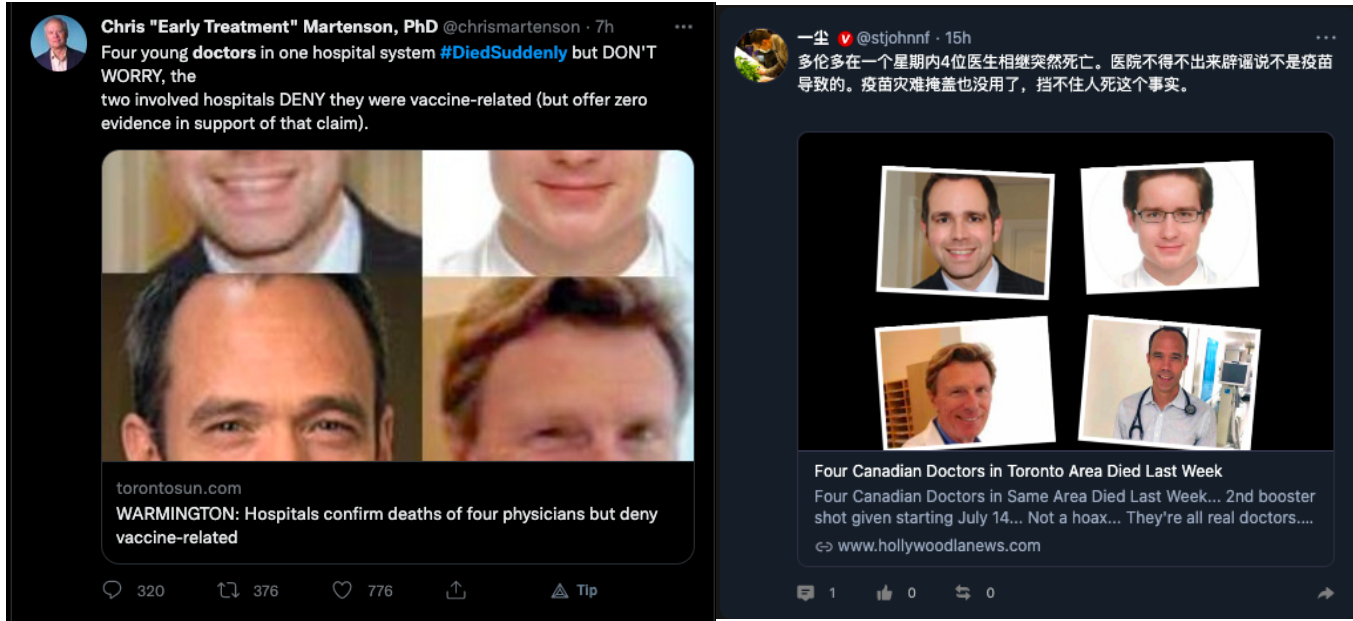 Chris "Early Treatment" Martenson, PhD @chrismartenson · 7h
Four young doctors in one hospital system #DiedSuddenly but DON'T
WORRY, the
two involved hospitals DENY they were vaccine-related (but offer zero
evidence in support of that claim).
torontosun.com
WARMINGTON: Hospitals confirm deaths of four physicians but deny
vaccine-related
320 376 776 Tip
一尘 V @stjohnnf · 15h
多伦多在一个星期内4位医生相继突然死亡。医院不得不出来辟谣说不是疫苗
导致的。疫苗灾难掩盖也没用了，挡不住人死这个事实。
Four Canadian Doctors in Toronto Area Died Last Week
Four Canadian Doctors in Same Area Died Last Week... 2nd booster
shot given starting July 14... Not a hoax... They're all real doctors....
www.hollywoodlanews.com
1 0 0